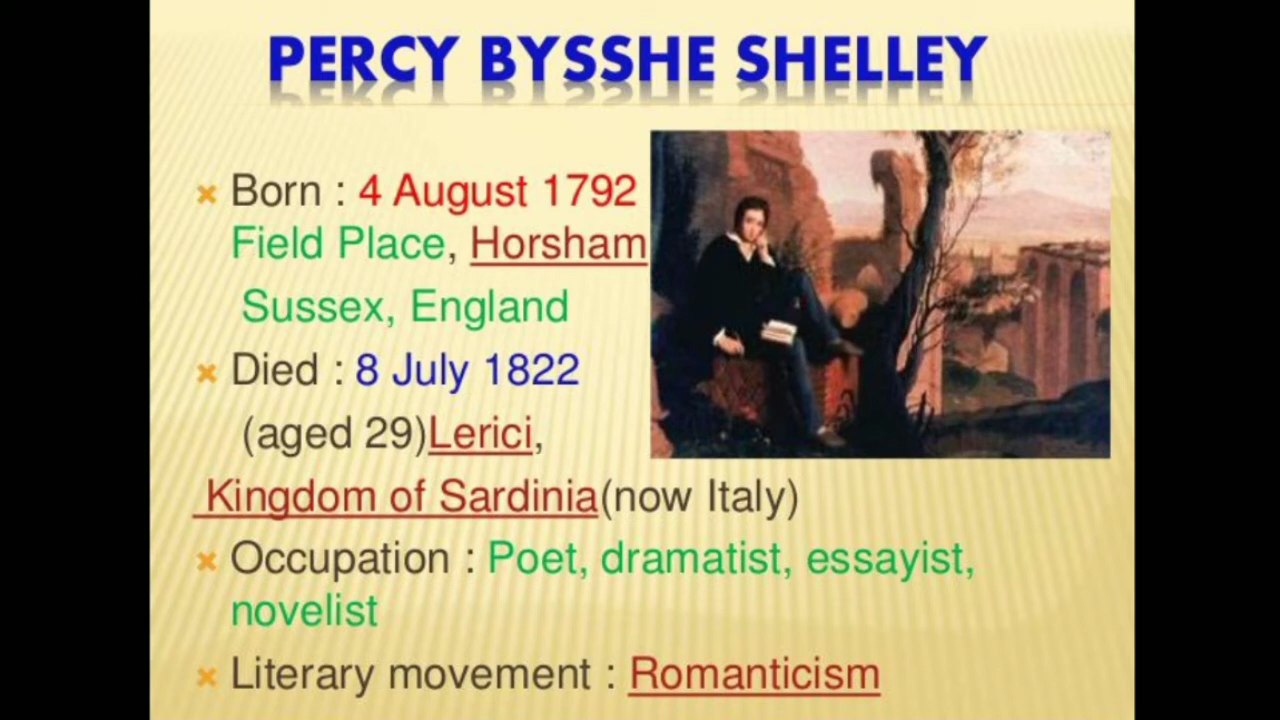 PERCY BYSSHE SHELLEY
Born : 4 August 1792
Field Place, Horsham
Sussex, England
Died : 8 July 1822
(aged 29)Lerici,
Kingdom of Sardinia(now Italy)
Occupation : Poet, dramatist, essayist,
novelist
Literary movement : Romanticism